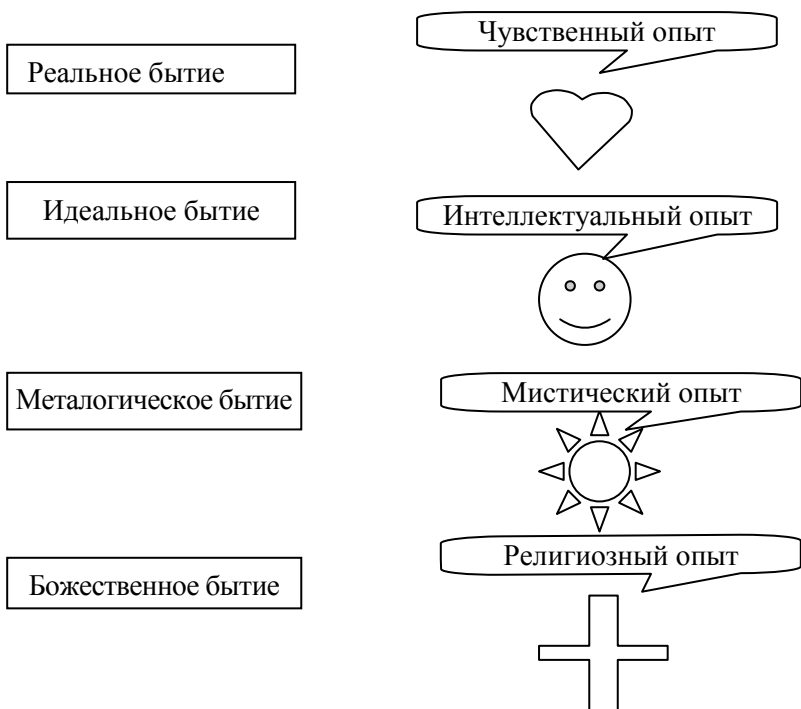 Чувственный опыт
Реальное бытие
Идеальное бытие
Интеллектуальный опыт
Металогическое бытие
Мистический опыт
Божественное бытие
Религиозный опыт